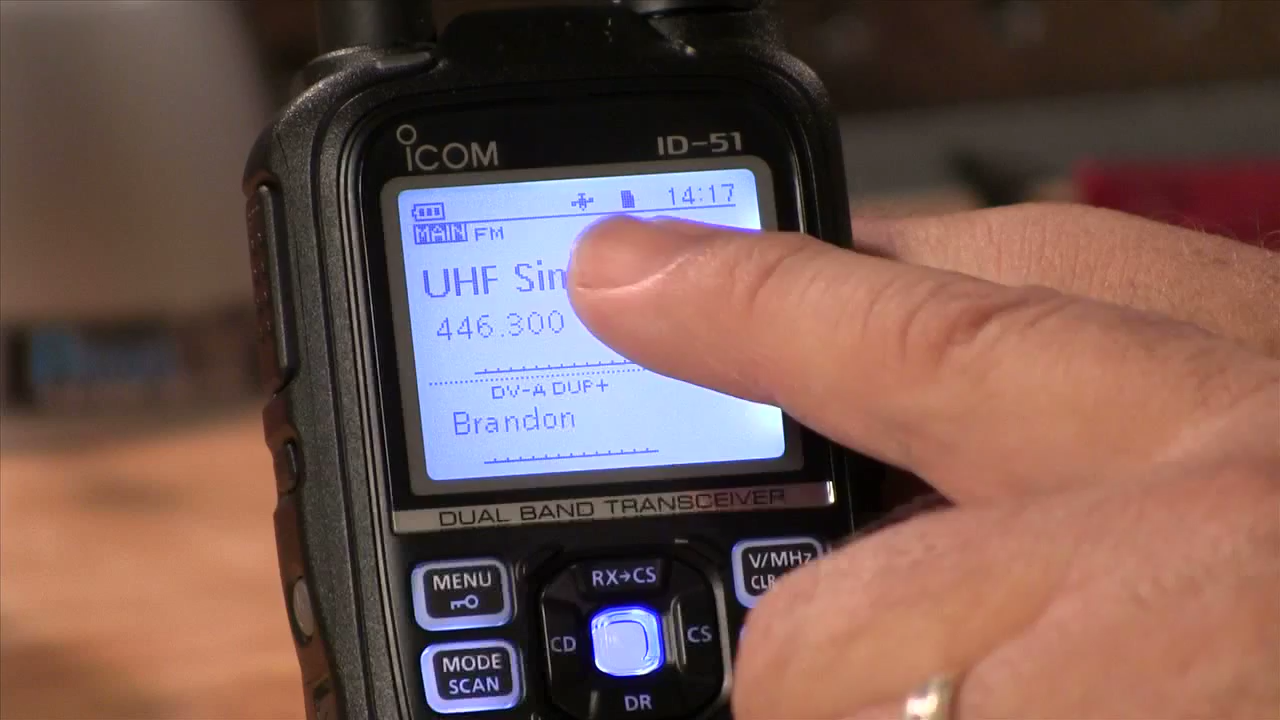 ICOM ID-51
14:17
MAIN FM
UHF Sim
446.300
DV-A DUP+
Brandon
DUAL BAND TRANSCEIVER
MENU
RX→CS
V/MHz
CLR
CD
CS
MODE
SCAN
DR